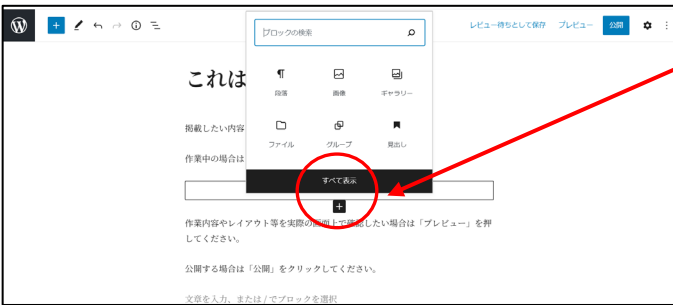 レビュー待ちとして保存 プレビュー 公開
ブロックの検索
これは
段落 画像 ギャラリー
掲載したい内容
ファイル グループ 見出し
作業中の場合は
すべて表示
作業内容やレイアウト等を実際の画面上で確認したい場合は「プレビュー」を押
してください。
公開する場合は「公開」をクリックしてください。
文章を入力、または / でブロックを選択